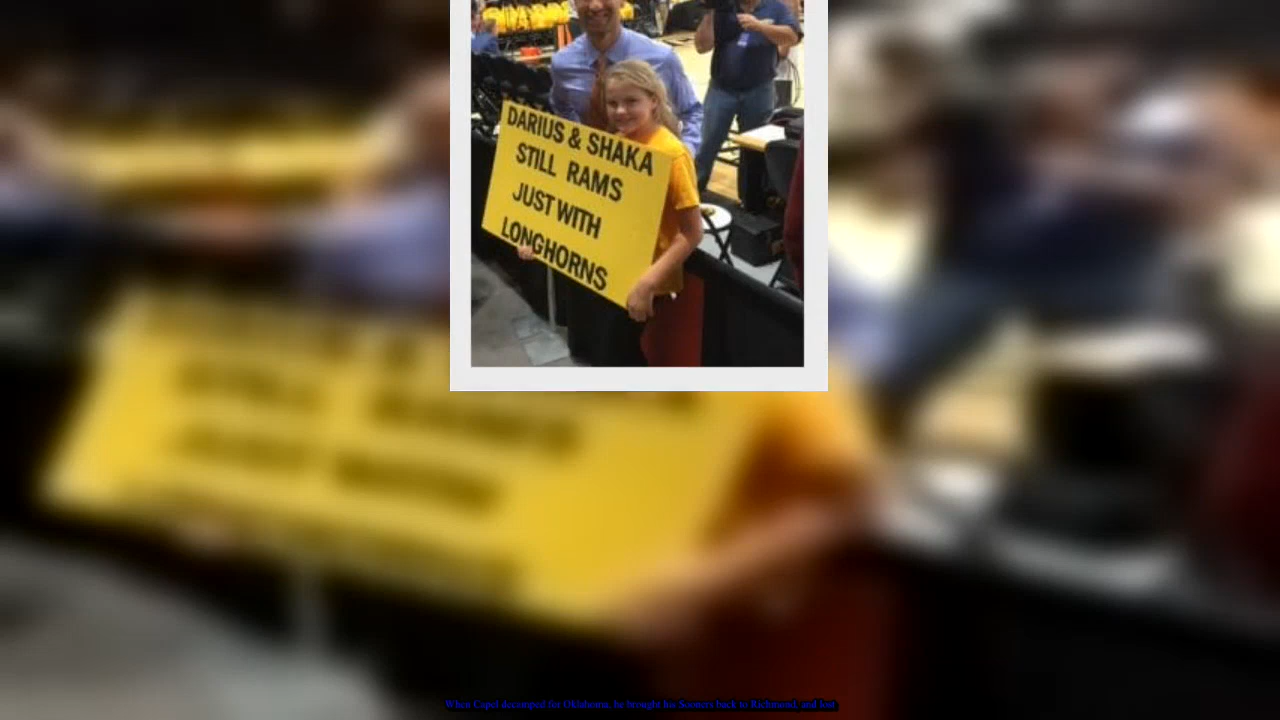 DARIUS & SHAKA
STILL RAMS
JUST WITH
LONGHORNS
When Capel decamped for Oklahoma, he brought his Sooners back to Richmond, and lost